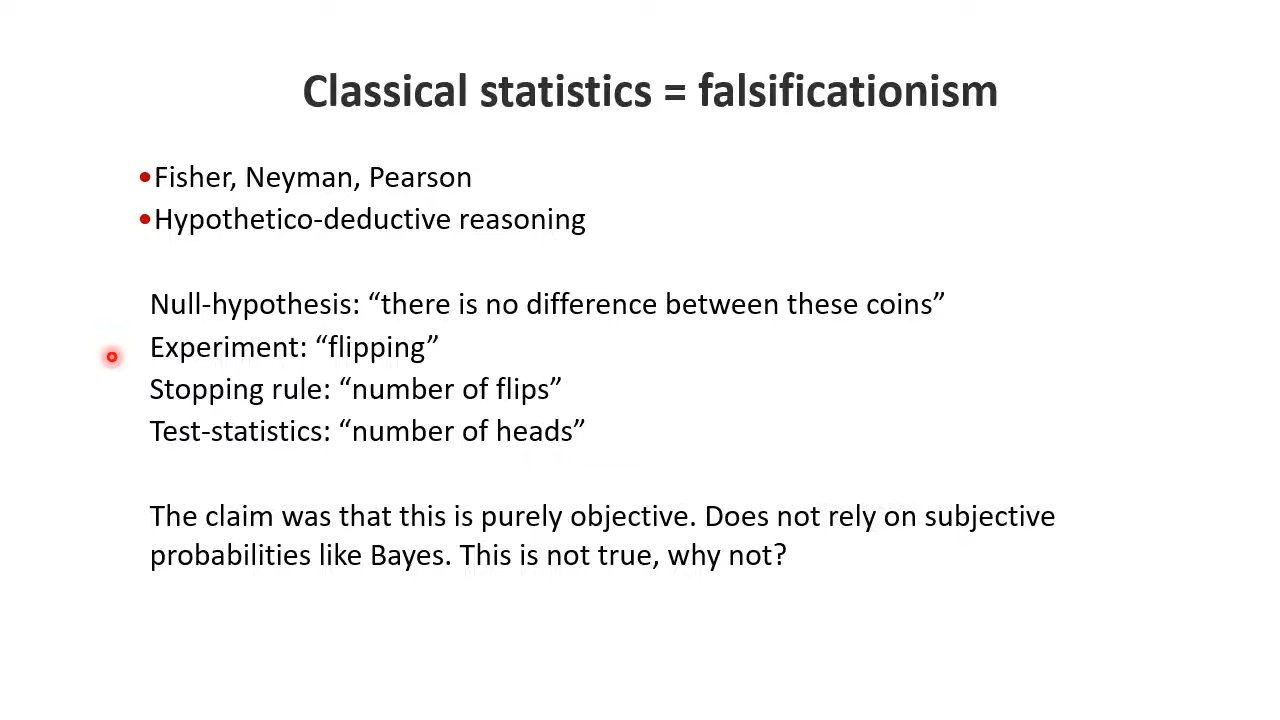 Classical statistics = falsificationism
•Fisher, Neyman, Pearson
•Hypothetico-deductive reasoning
Null-hypothesis: “there is no difference between these coins”
Experiment: “flipping”
Stopping rule: “number of flips”
Test-statistics: “number of heads”
The claim was that this is purely objective. Does not rely on subjective
probabilities like Bayes. This is not true, why not?